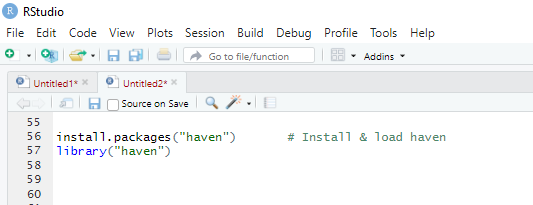 RStudio
File Edit Code View Plots Session Build Debug Profile Tools Help
Go to file/function Addins
Untitled1* Untitled2*
Source on Save
55
56 install.packages("haven") # Install & load haven
57 library("haven")
58
59
60